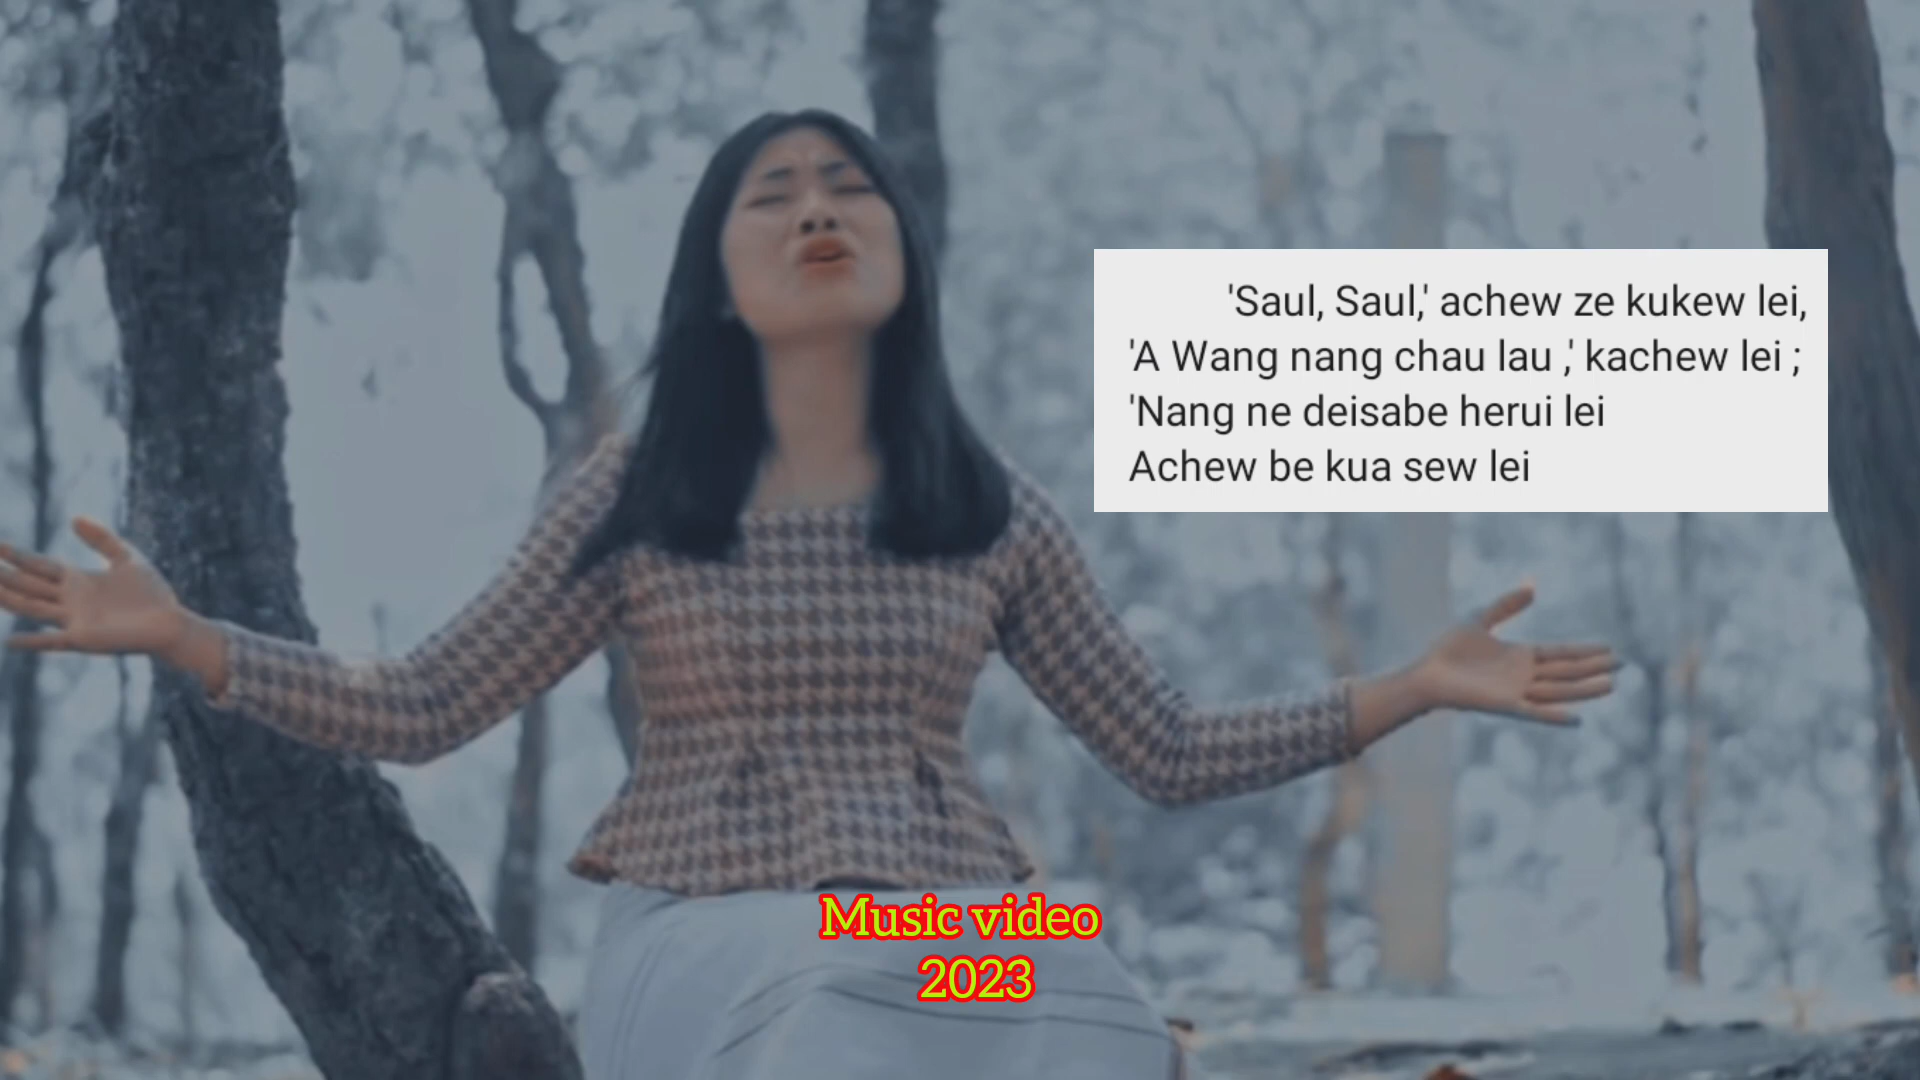 'Saul, Saul,' achew ze kukew lei,
'A Wang nang chau lau ,' kachew lei ;
'Nang ne deisabe herui lei
Achew be kua sew lei
Music video
2023